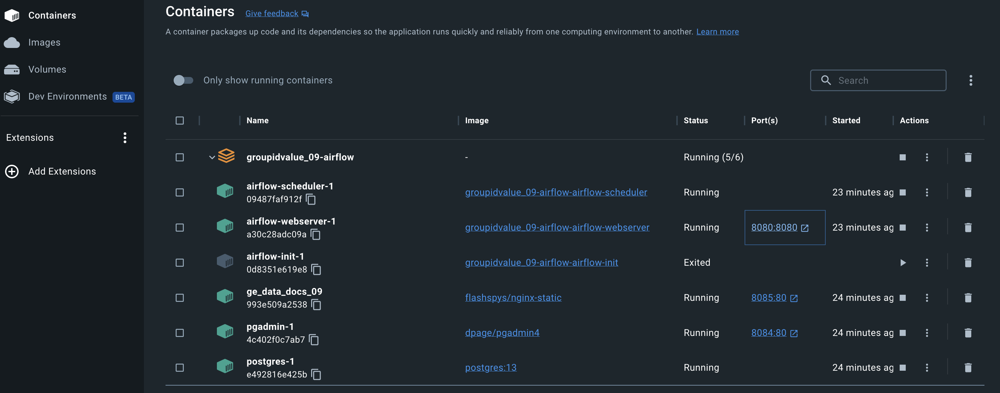 Containers
Images
Volumes
Dev Environments BETA
Extensions
Add Extensions
Containers Give feedback
A container packages up code and its dependencies so the application runs quickly and reliably from one computing environment to another. Learn more
Only show running containers
Search
Name Image Status Port(s) Started Actions
groupidvalue_09-airflow - Running (5/6)
airflow-scheduler-1
09487faf912f
groupidvalue_09-airflow-airflow-scheduler Running 23 minutes ag
airflow-webserver-1
a30c28adc09a
groupidvalue_09-airflow-airflow-webserver Running 8080:8080 23 minutes ag
airflow-init-1
0d8351e619e8
groupidvalue_09-airflow-airflow-init Exited
ge_data_docs_09
993e509a2538
flashspys/nginx-static Running 8085:80 24 minutes ag
pgadmin-1
4c402f0c7ab7
dpage/pgadmin4 Running 8084:80 24 minutes ag
postgres-1
e492816e425b
postgres:13 Running 24 minutes ag